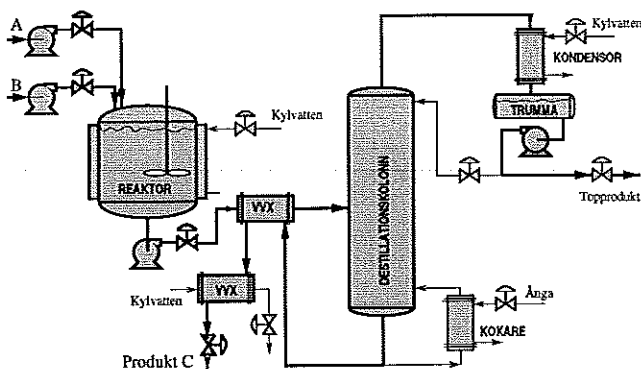 A
B
Kylvatten
REAKTOR
VVX
VVX
Kylvatten
Produkt C
DESTILLATIONSKOLONN
Kylvatten
KONDENSOR
TRUMMA
Topprodukt
Ånga
KOKARE